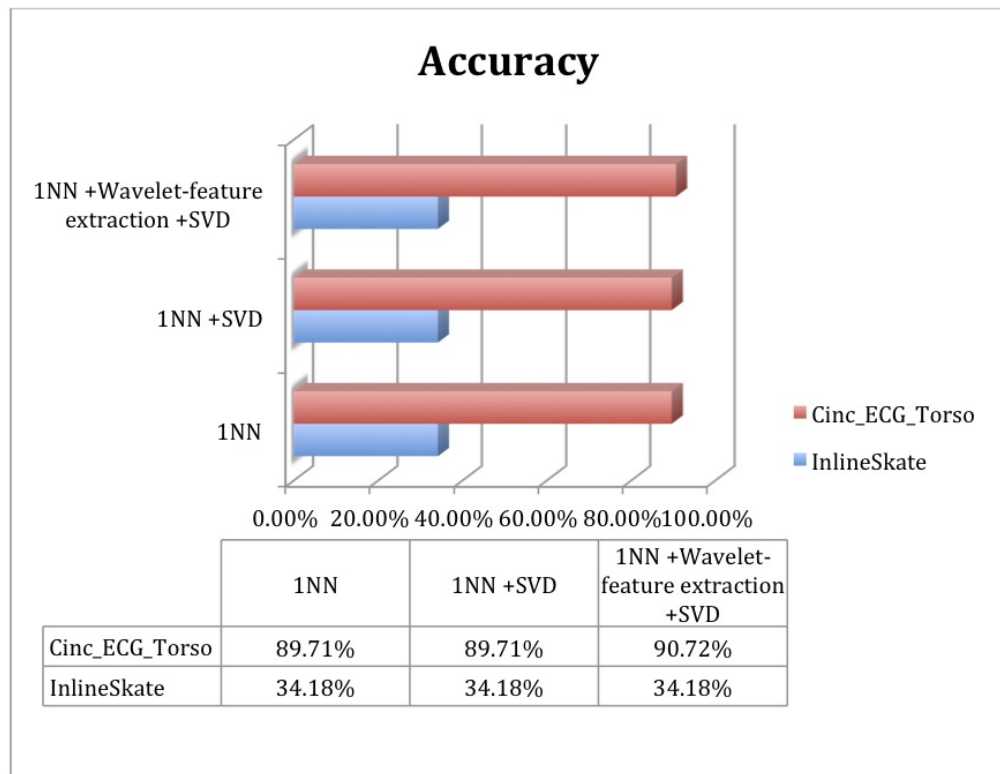 Accuracy
1NN +Wavelet-feature
extraction +SVD
1NN +SVD
1NN
Cinc_ECG_Torso
InlineSkate
0.00% 20.00% 40.00% 60.00% 80.00% 100.00%
1NN
1NN +SVD
1NN +Wavelet-
feature extraction
+SVD
Cinc_ECG_Torso 89.71% 89.71% 90.72%
InlineSkate 34.18% 34.18% 34.18%